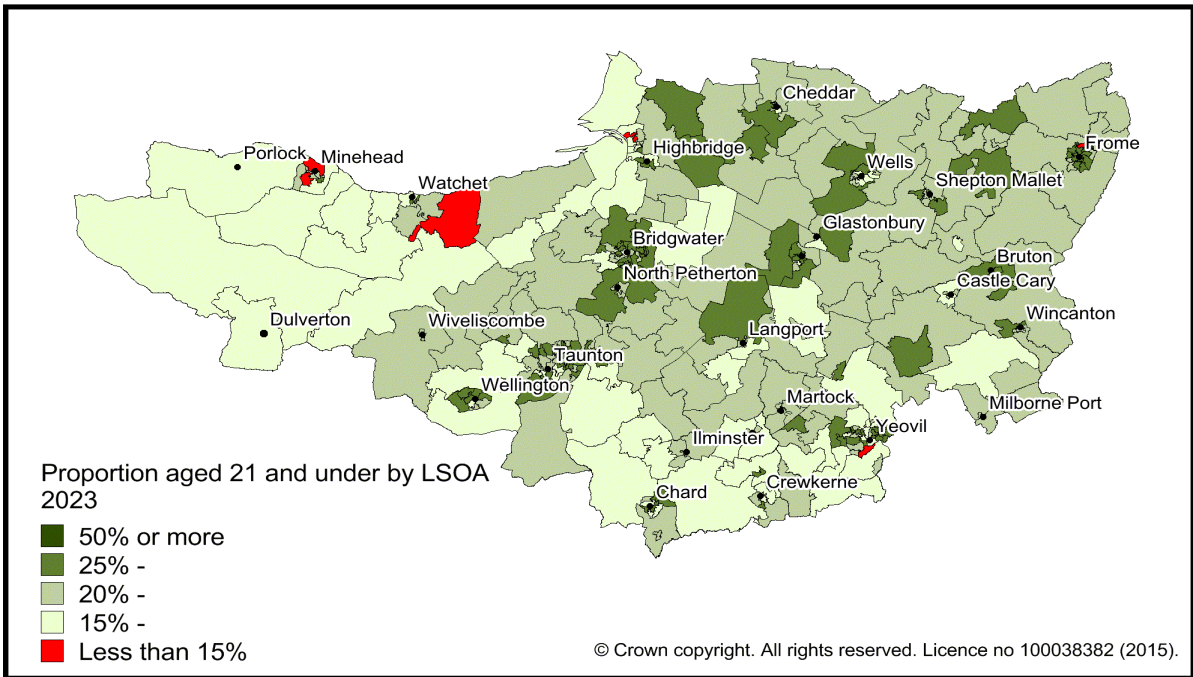 Cheddar
Frome
Highbridge
Porlock
Minehead
Wells
Watchet
Shepton Mallet
Glastonbury
Bridgwater
Bruton
North Petherton
Castle Cary
Dulverton
Wiveliscombe
Langport
Wincanton
Taunton
Wellington
Martock
Milborne Port
Yeovil
Ilminster
Crewkerne
Chard
Proportion aged 21 and under by LSOA
2023
50% or more
25% -
20% -
15% -
Less than 15%
© Crown copyright. All rights reserved. Licence no 100038382 (2015).